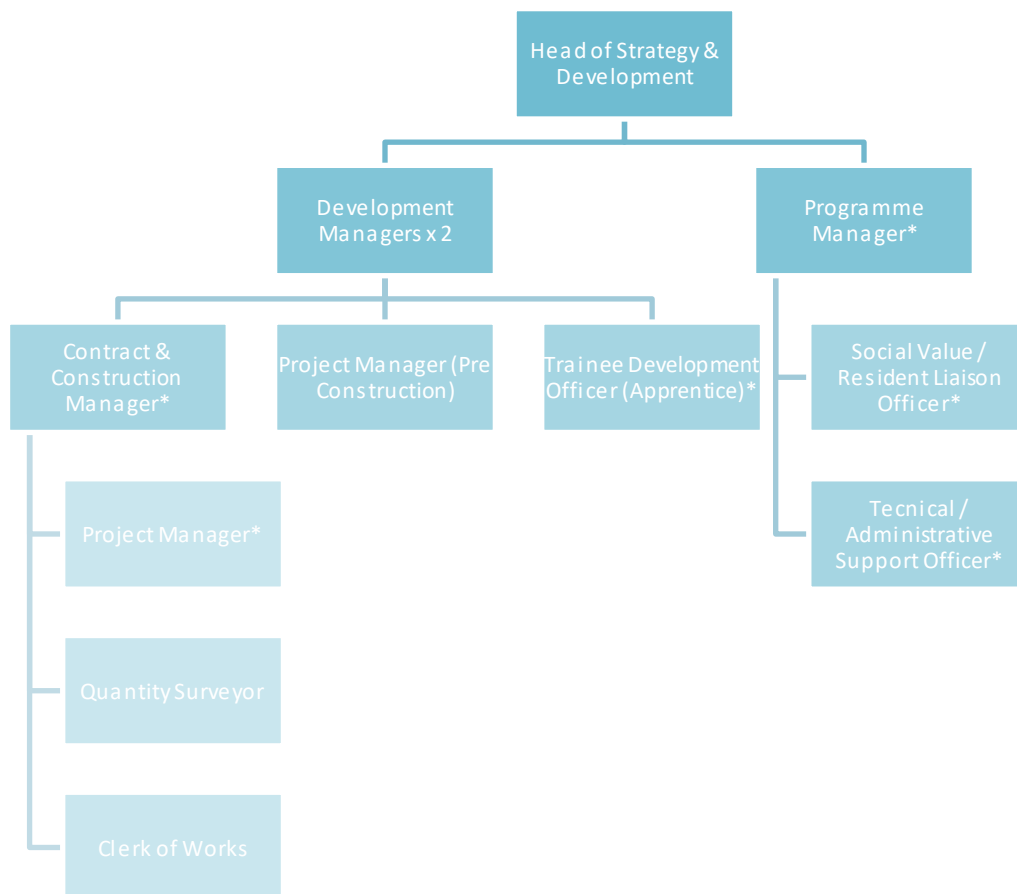 Head of Strategy &
Development
Development
Managers x 2
Programme
Manager*
Contract &
Construction
Manager*
Project Manager (Pre
Construction)
Trainee Development
Officer (Apprentice)*
Social Value /
Resident Liaison
Officer*
Project Manager*
Tecnical /
Administrative
Support Officer*
Quantity Surveyor
Clerk of Works